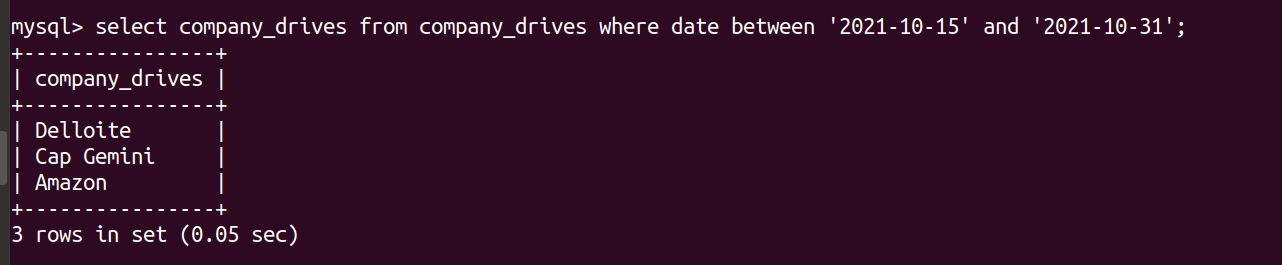 mysql> select company_drives from company_drives where date between '2021-10-15' and '2021-10-31';
+----------------+
| company_drives |
+----------------+
| Delloite       |
| Cap Gemini     |
| Amazon         |
+----------------+
3 rows in set (0.05 sec)